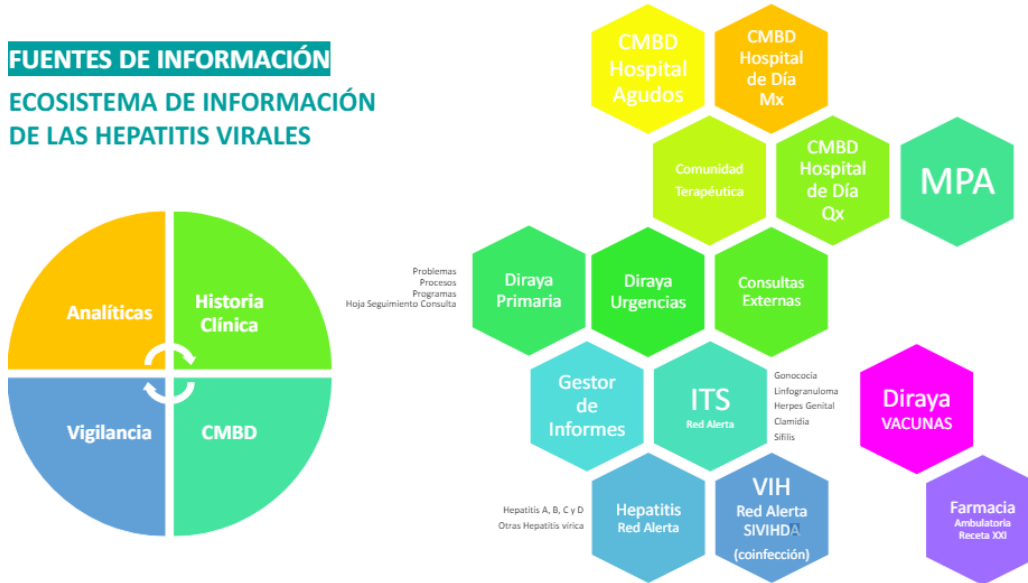 FUENTES DE INFORMACIÓN
ECOSISTEMA DE INFORMACIÓN
DE LAS HEPATITIS VIRALES
Analíticas
Historia
Clínica
Vigilancia
CMBD
CMBD
Hospital
Agudos
CMBD
Hospital
de Día
Mx
Comunidad
Terapéutica
CMBD
Hospital
de Día
Qx
MPA
Problemas
Procesos
Programas
Hoja Seguimiento Consulta
Diraya
Primaria
Diraya
Urgencias
Consultas
Externas
Gestor
de
Informes
ITS
Red Alerta
Gonococia
Linfogranuloma
Herpes Genital
Clamidia
Sífilis
Diraya
VACUNAS
Hepatitis A, B, C y D
Otras Hepatitis vírica
Hepatitis
Red Alerta
VIH
Red Alerta
SIVIHDA
(coinfección)
Farmacia
Ambulatoria
Receta XXI